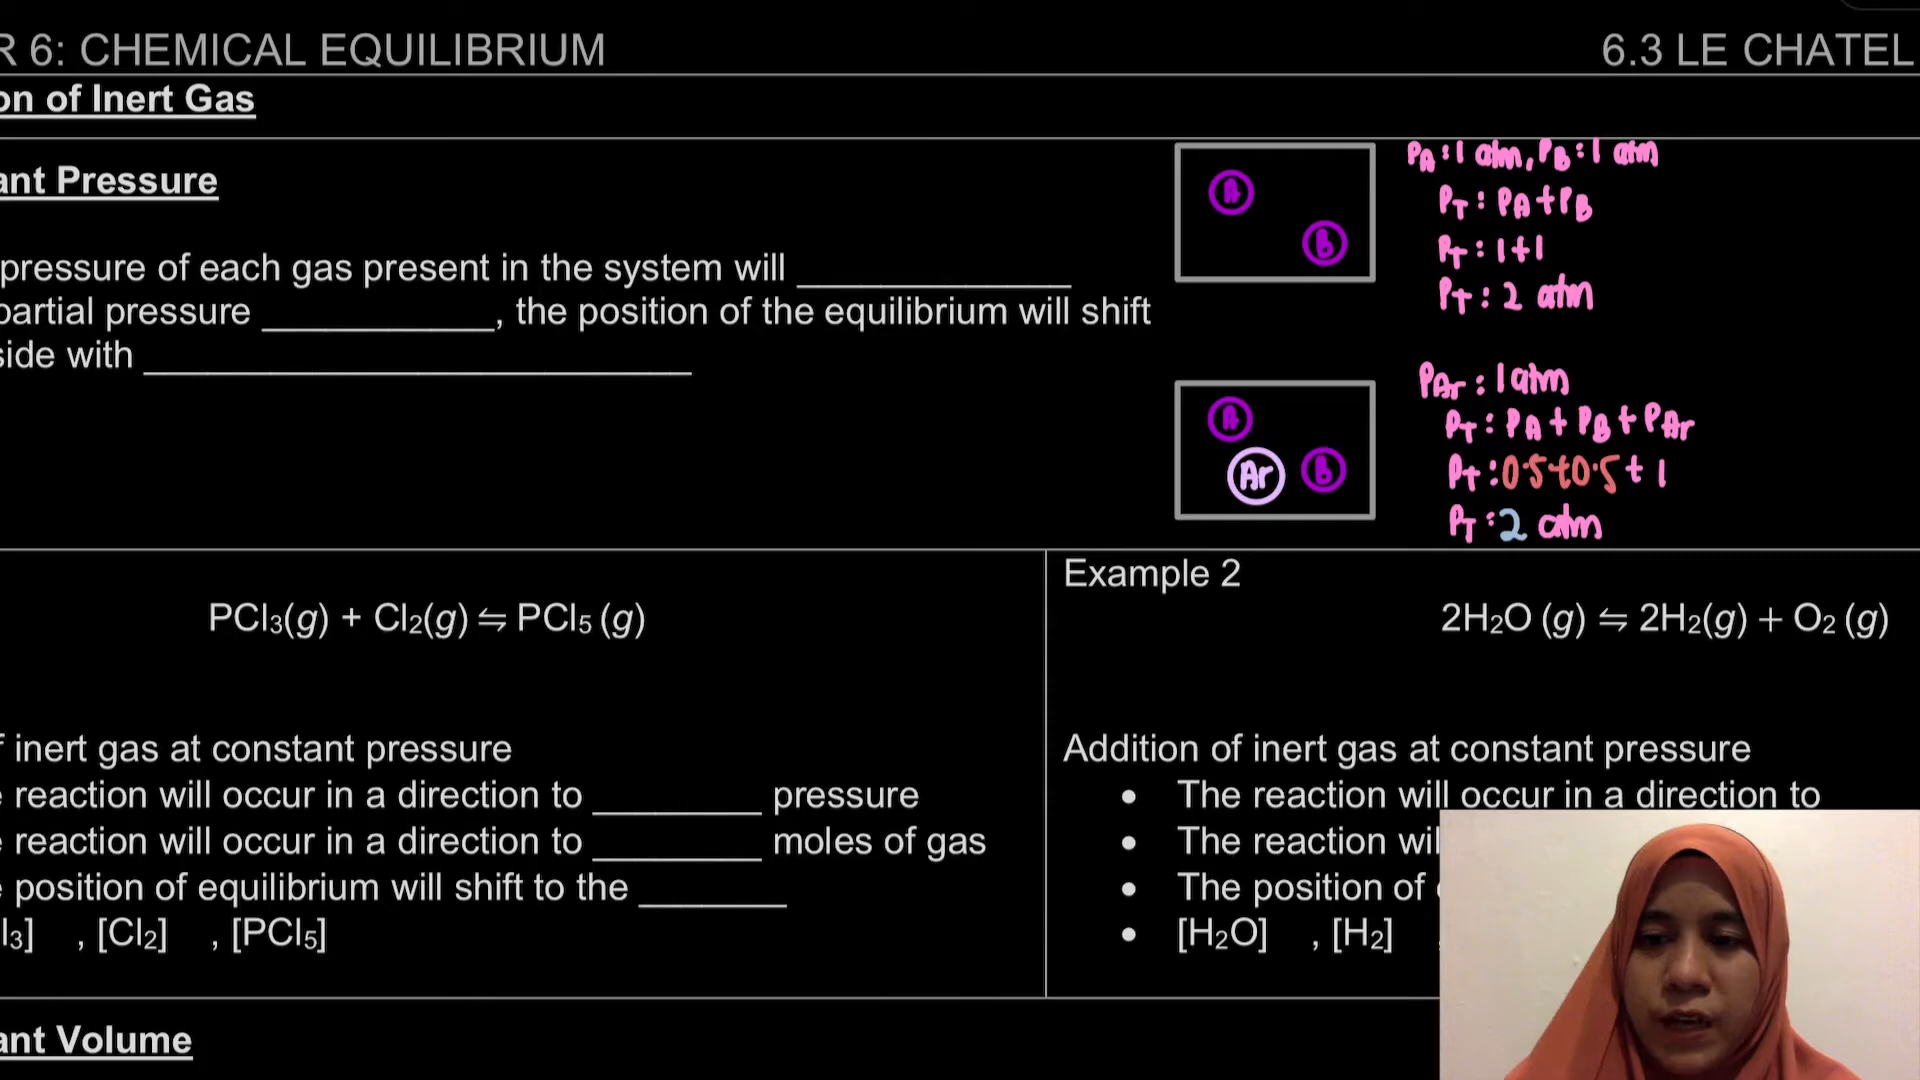 R 6: CHEMICAL EQUILIBRIUM
6.3 LE CHATEL
on of Inert Gas
ant Pressure
pressure of each gas present in the system will ______________
partial pressure ____________, the position of the equilibrium will shift
side with ____________________________
A
B
PA : 1 atm, PB : 1 atm
PT : PA + PB
PT : 1 + 1
PT : 2 atm
A
Ar
B
PAr : 1 atm
PT : PA + PB + PAr
PT : 0.5 + 0.5 + 1
PT : 2 atm
PCl₃(g) + Cl₂(g) ⇋ PCl₅ (g)
f inert gas at constant pressure
e reaction will occur in a direction to ________ pressure
e reaction will occur in a direction to ________ moles of gas
e position of equilibrium will shift to the _______
l₃] , [Cl₂] , [PCl₅]
Example 2
2H₂O (g) ⇋ 2H₂(g) + O₂ (g)
Addition of inert gas at constant pressure
• The reaction will occur in a direction to
• The reaction wil
• The position of
• [H₂O] , [H₂]
ant Volume